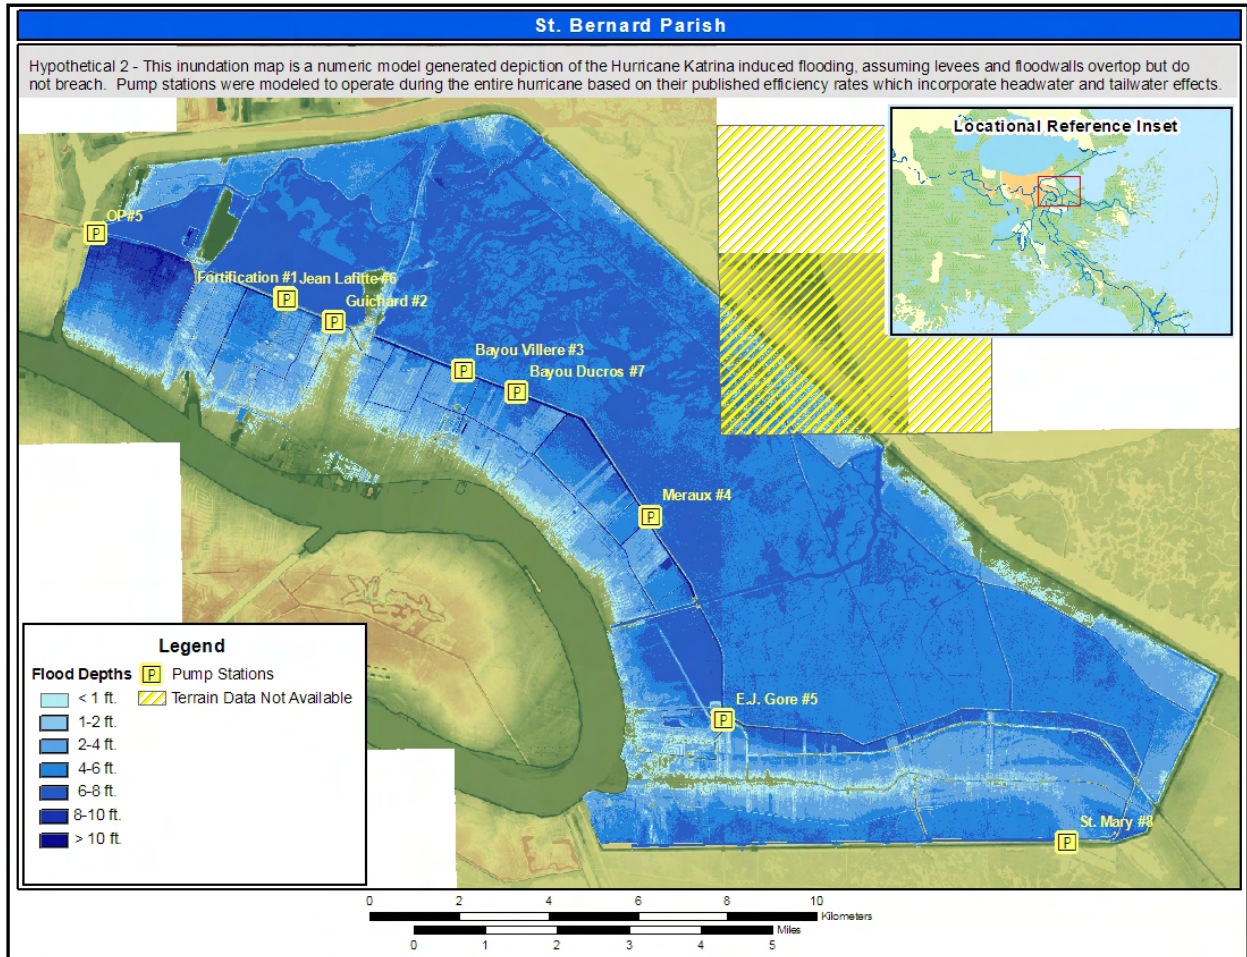 St. Bernard Parish
Hypothetical 2 - This inundation map is a numeric model generated depiction of the Hurricane Katrina induced flooding, assuming levees and floodwalls overtop but do
not breach. Pump stations were modeled to operate during the entire hurricane based on their published efficiency rates which incorporate headwater and tailwater effects.
Locational Reference Inset
OP#5
P
Fortification #1 Jean Lafitte #6
P
Guichard #2
P
Bayou Villere #3
P
Bayou Ducros #7
P
Meraux #4
P
E.J. Gore #5
P
St. Mary #8
P
Legend
Flood Depths P Pump Stations
< 1 ft. Terrain Data Not Available
1-2 ft.
2-4 ft.
4-6 ft.
6-8 ft.
8-10 ft.
> 10 ft.
0 2 4 6 8 10
Kilometers
Miles
0 1 2 3 4 5